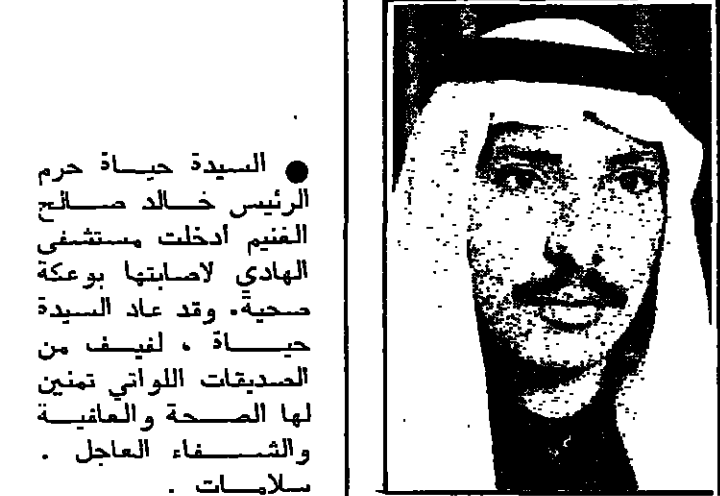 ● السيدة حياة حرم
الرئيس خالد صالح
الغنيم أدخلت مستشفى
الهادي لاصابتها بوعكة
صحية. وقد عاد السيدة
حياة ، لفيف من
الصديقات اللواتي تمنين
لها الصحة والعافية
والشفاء العاجل .
سلامات .